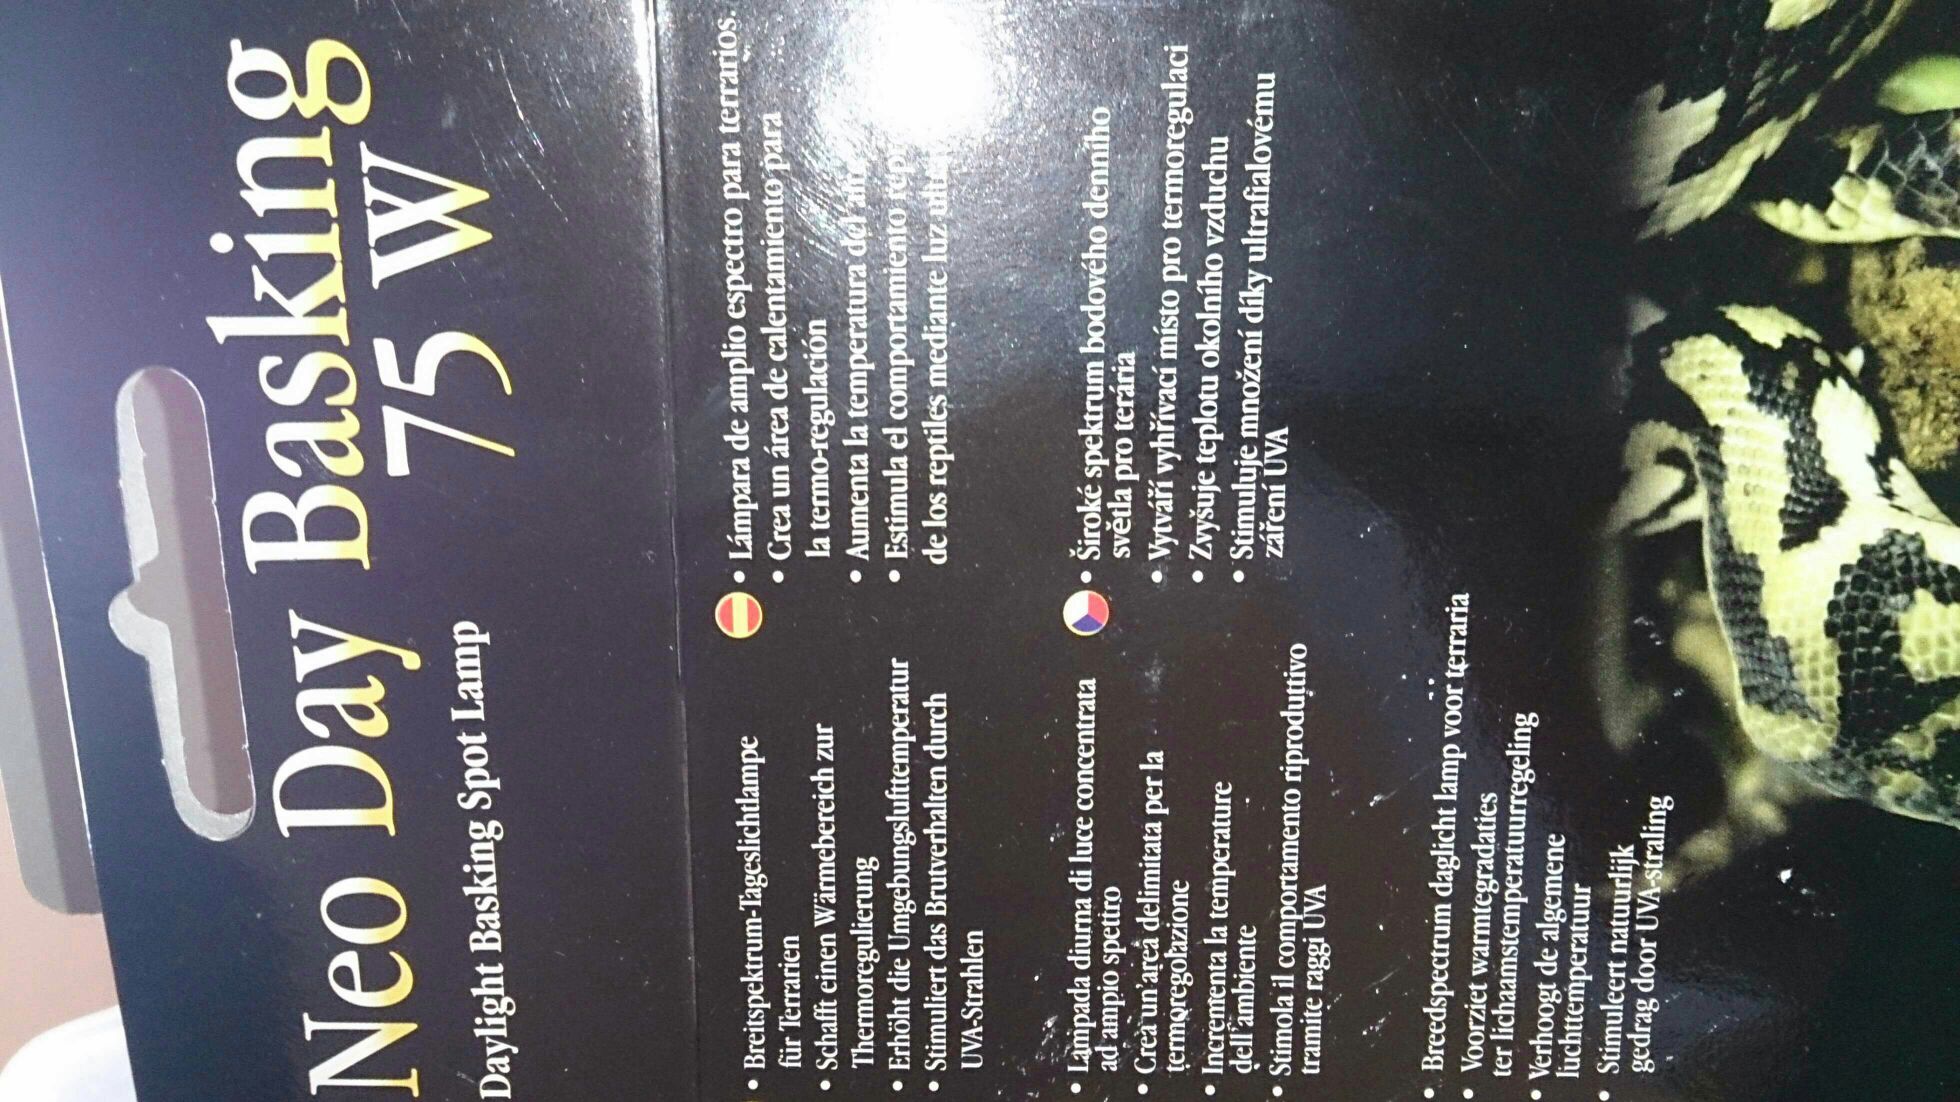 Neo Day Basking
75 W
Daylight Basking Spot Lamp
• Breitspektrum-Tageslichtlampe
für Terrarien
• Schafft einen Wärnebereich zur
Thermoregulierung
• Erhöht die Umgebungslufttemperatur
• Stimuliert das Brutverhalten durch
UVA-Strahlen
• Lámpara de amplio espectro para terrarios.
• Crea un área de calentamiento para
la termo-regulación
• Aumenta la temperatura del air
• Estimula el comportamiento
de los reptiles mediante luz
• Lampada diurna di luce concentrata
ad ampio spettro
• Crea un'area delimitata per la
termoregolazione
• Incrementa la temperature
dell'ambiente
• Stimola il comportamento riproduttivo
tramite raggi UVA
• Široké spektrum bodového denního
světla pro terária
• Vytváří vyhřívací místo pro termoregulaci
• Zvyšuje teplotu okolního vzduchu
• Stimuluje množení díky ultrafialovému
záření UVA
• Breedspectrum daglicht lamp voor terraria
• Voorziet warmtegradaties
ter lichaamstemperatuurregeling
• Verhoogt de algemene
luchttemperatuur
• Stimuleert natuurlijk
gedrag door UVA-straling